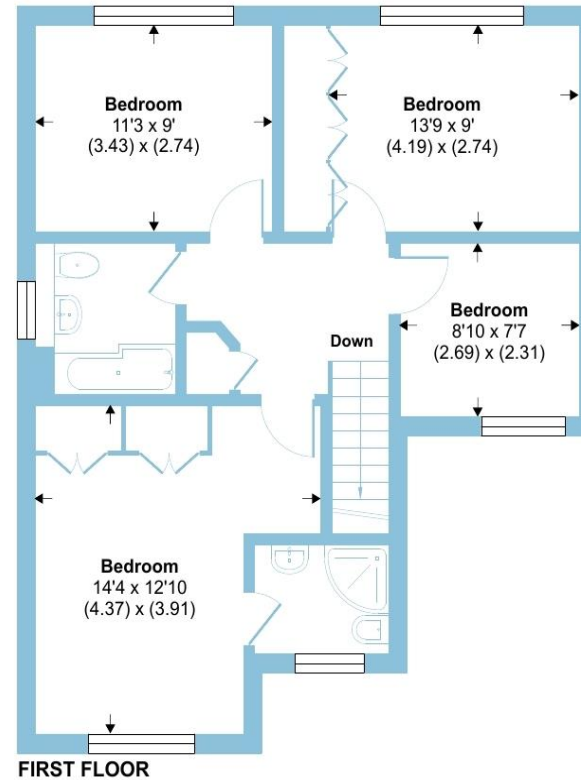 Bedroom
11'3 x 9'
(3.43) x (2.74)
Bedroom
13'9 x 9'
(4.19) x (2.74)
Bedroom
8'10 x 7'7
(2.69) x (2.31)
Down
Bedroom
14'4 x 12'10
(4.37) x (3.91)
FIRST FLOOR